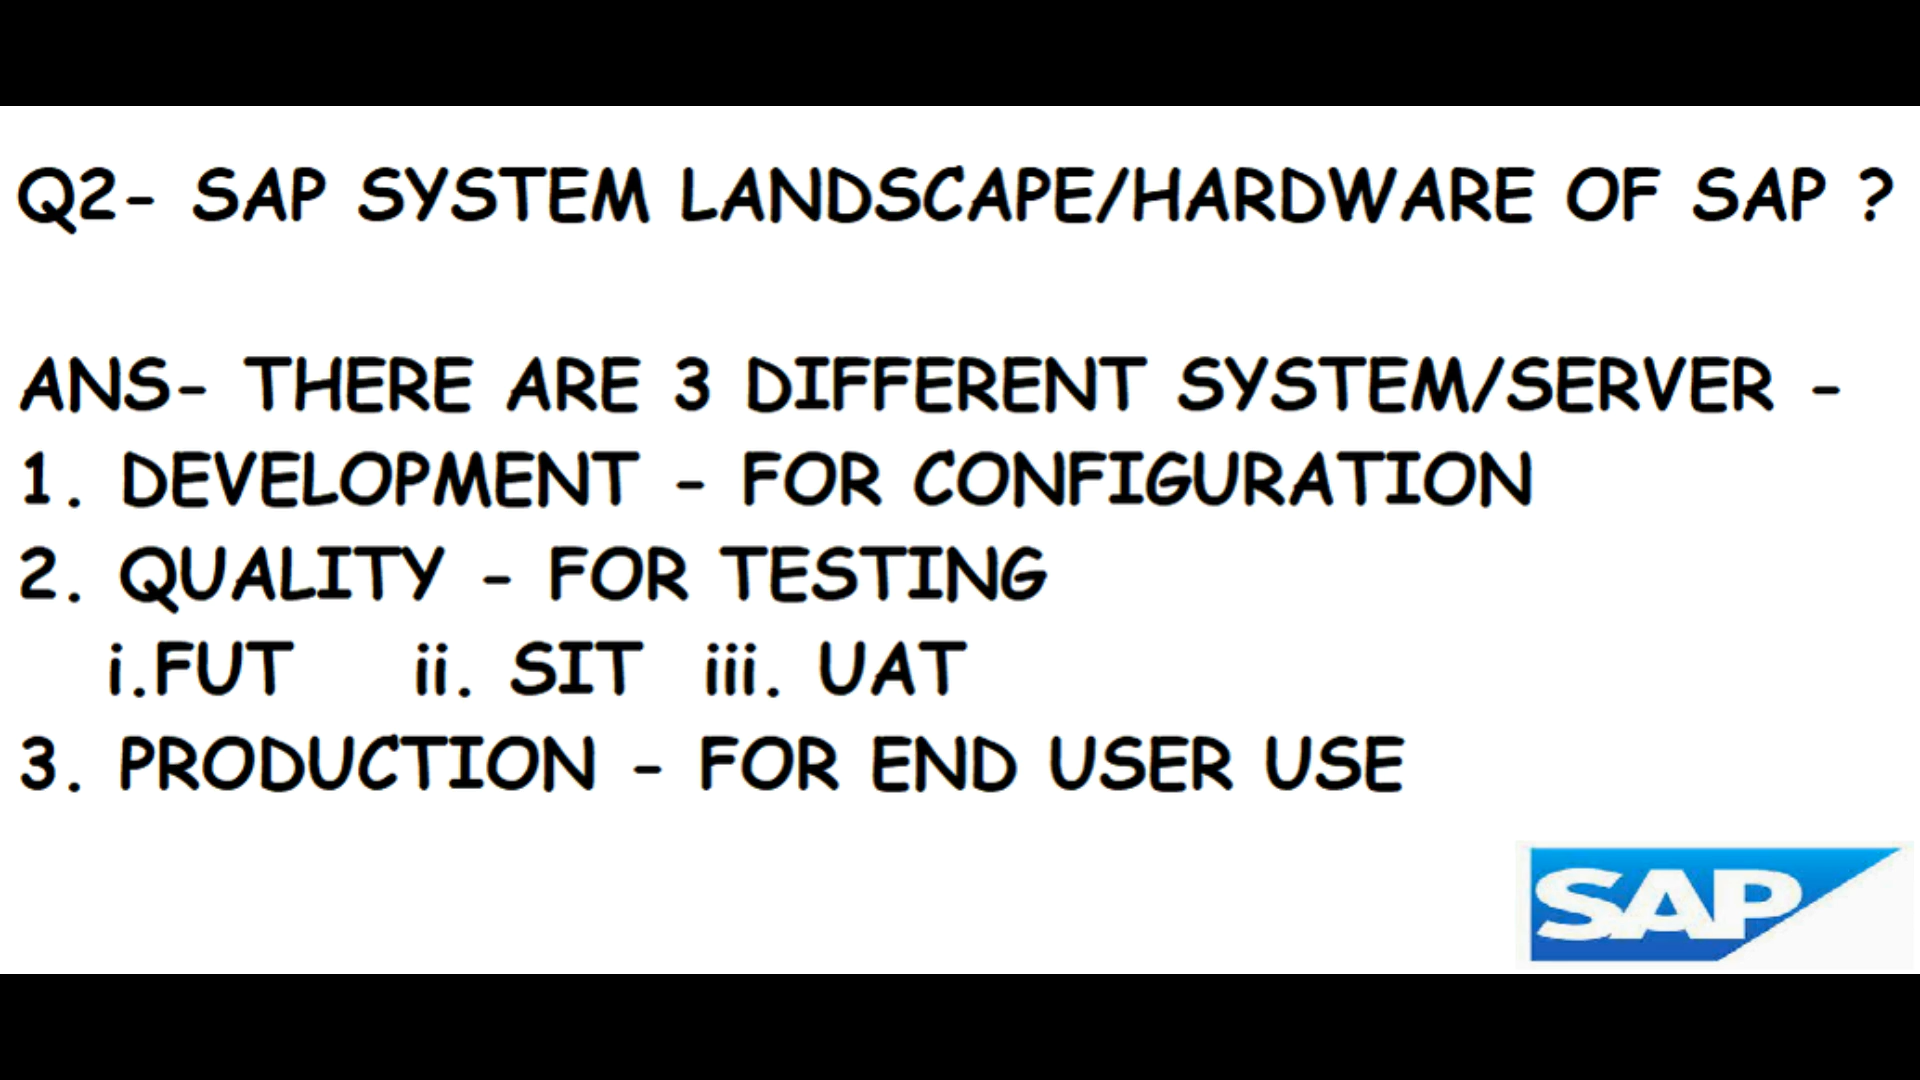 Q2- SAP SYSTEM LANDSCAPE/HARDWARE OF SAP ?
ANS- THERE ARE 3 DIFFERENT SYSTEM/SERVER -
1. DEVELOPMENT - FOR CONFIGURATION
2. QUALITY - FOR TESTING
i.FUT ii. SIT iii. UAT
3. PRODUCTION - FOR END USER USE
SAP